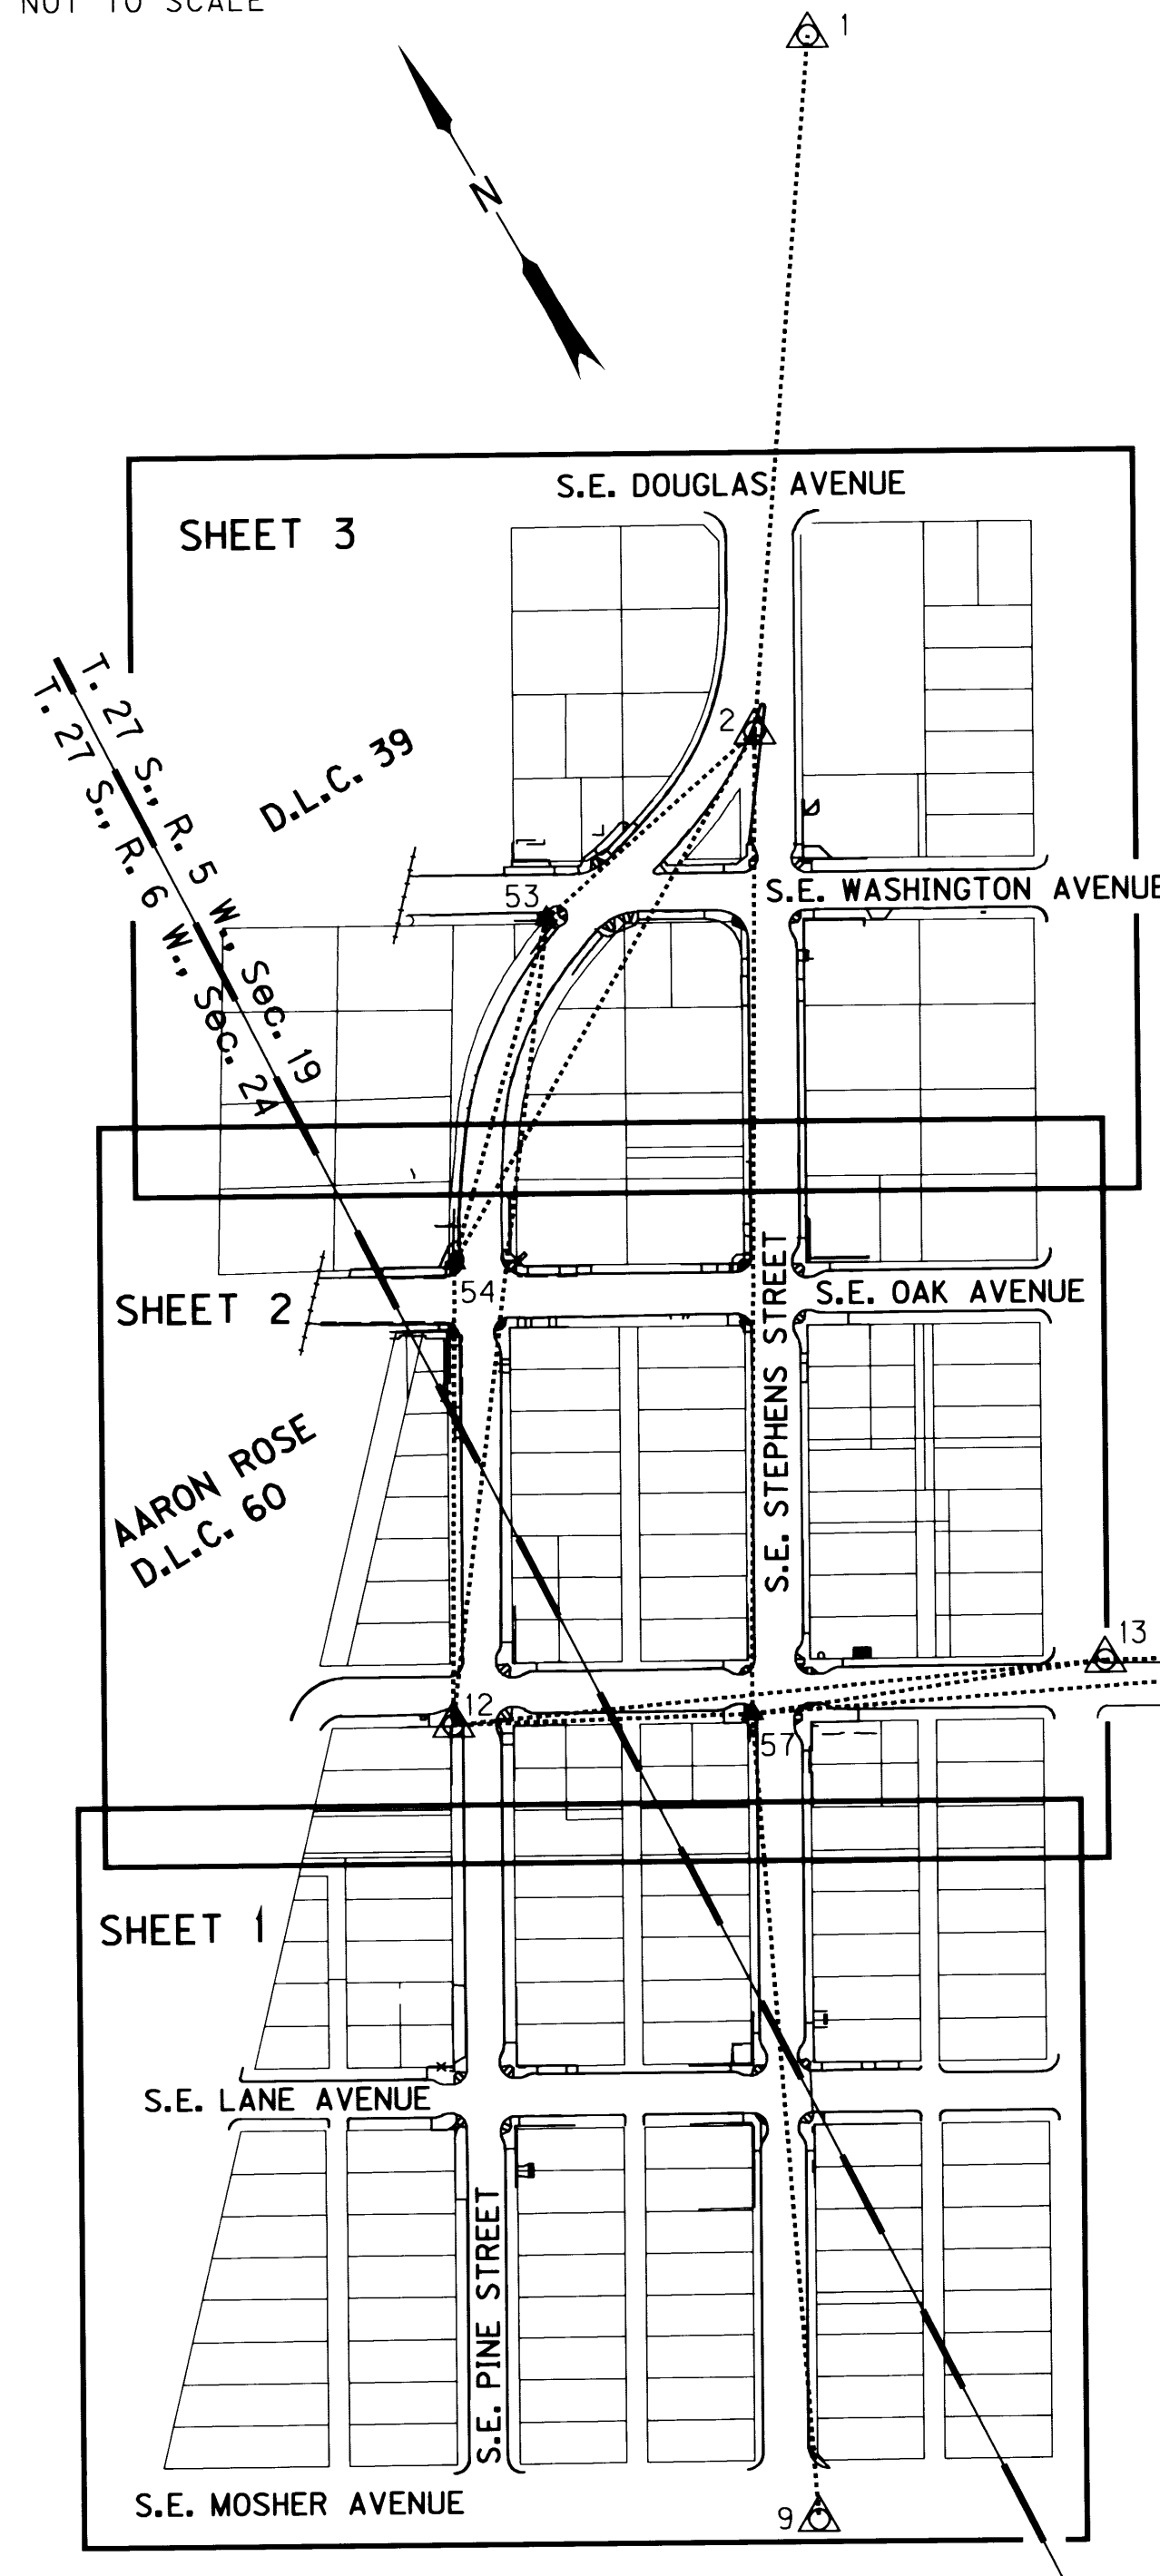 NOT TO SCALE
1
N
S.E. DOUGLAS AVENUE
SHEET 3
2
T. 27 S., R. 5 W., Sec. 19
T. 27 S., R. 6 W., Sec. 24
D.L.C. 39
53
S.E. WASHINGTON AVENUE
54
SHEET 2
S.E. OAK AVENUE
S.E. STEPHENS STREET
AARON ROSE
D.L.C. 60
13
12
57
SHEET 1
S.E. LANE AVENUE
S.E. PINE STREET
S.E. MOSHER AVENUE
9